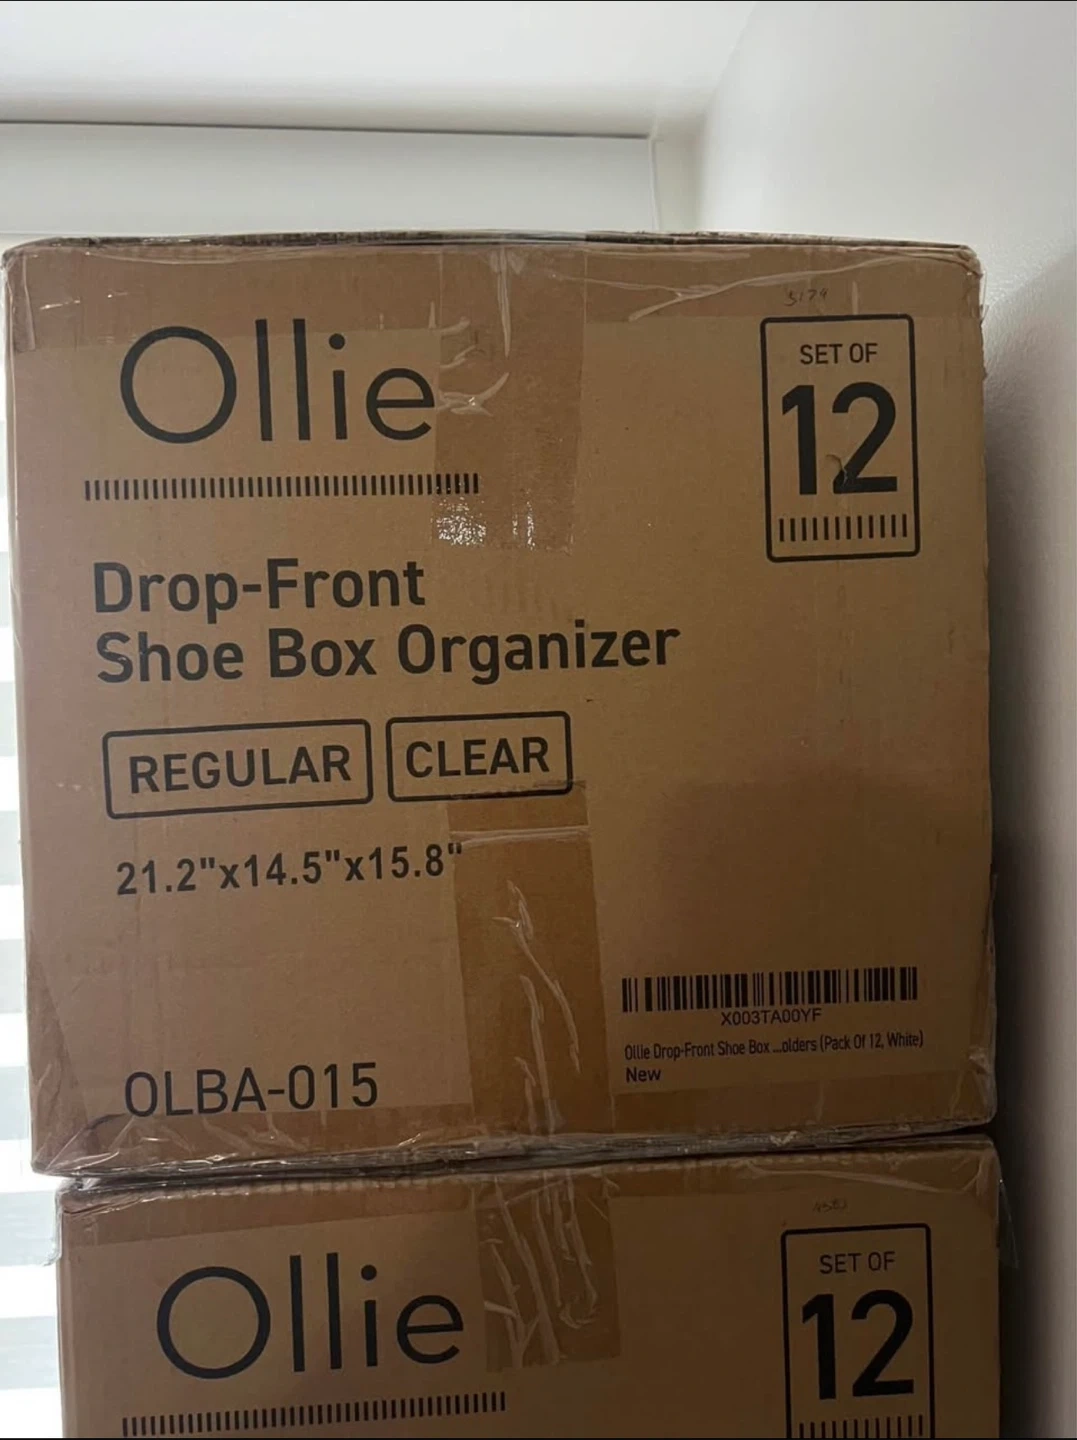 Ollie
SET OF
12
Drop-Front
Shoe Box Organizer
REGULAR CLEAR
21.2"x14.5"x15.8"
X003TA00YF
Ollie Drop-Front Shoe Box ...olders (Pack Of 12, White)
New
OLBA-015
Ollie
SET OF
12